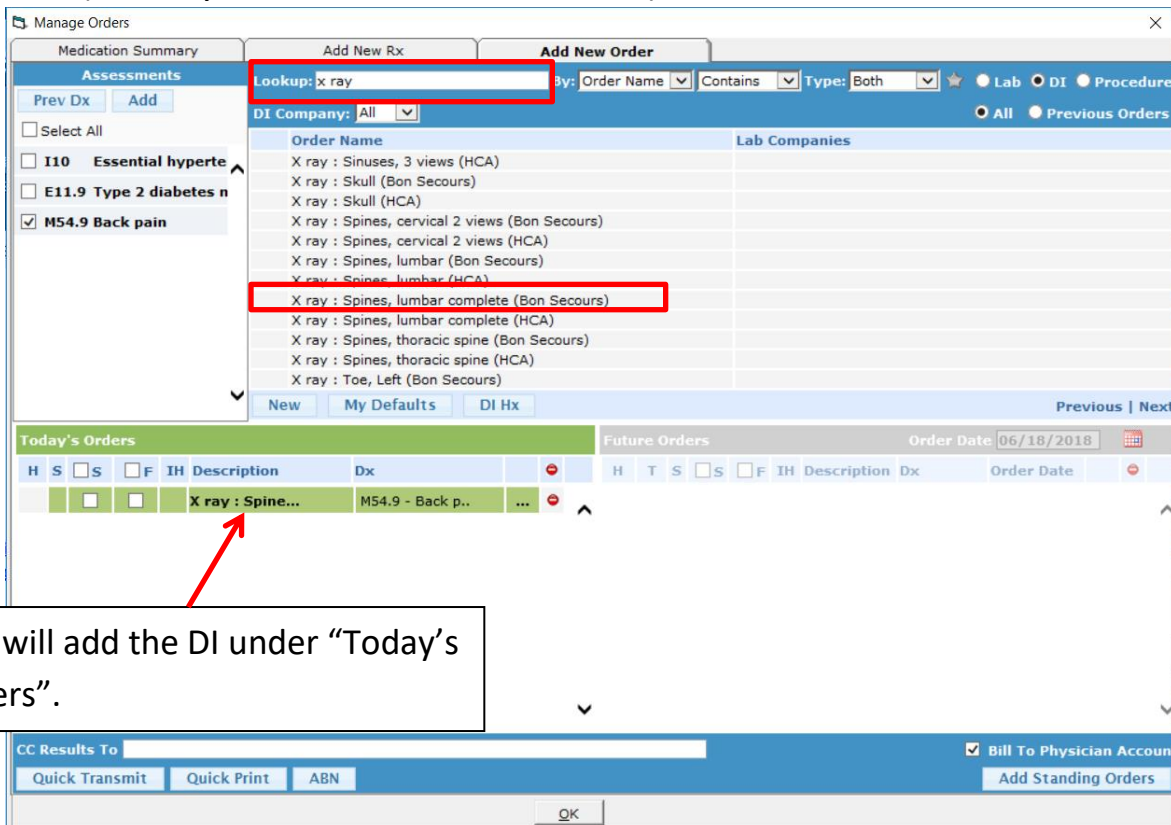 Manage Orders
Medication Summary Add New Rx Add New Order
Assessments
Prev Dx Add
Select All
I10 Essential hyperte
E11.9 Type 2 diabetes n
M54.9 Back pain
Lookup: x ray By: Order Name Contains Type: Both Lab DI Procedure
DI Company: All All Previous Orders
Order Name Lab Companies
X ray : Sinuses, 3 views (HCA)
X ray : Skull (Bon Secours)
X ray : Skull (HCA)
X ray : Spines, cervical 2 views (Bon Secours)
X ray : Spines, cervical 2 views (HCA)
X ray : Spines, lumbar (Bon Secours)
X ray : Spines, lumbar (HCA)
X ray : Spines, lumbar complete (Bon Secours)
X ray : Spines, lumbar complete (HCA)
X ray : Spines, thoracic spine (Bon Secours)
X ray : Spines, thoracic spine (HCA)
X ray : Toe, Left (Bon Secours)
New My Defaults DI Hx Previous | Next
Today's Orders Future Orders Order Date 06/18/2018
H S S F IH Description Dx H T S S F IH Description Dx Order Date
X ray : Spine... M54.9 - Back p.. ...
will add the DI under “Today’s
ers”.
CC Results To Bill To Physician Accoun
Quick Transmit Quick Print ABN Add Standing Orders
OK